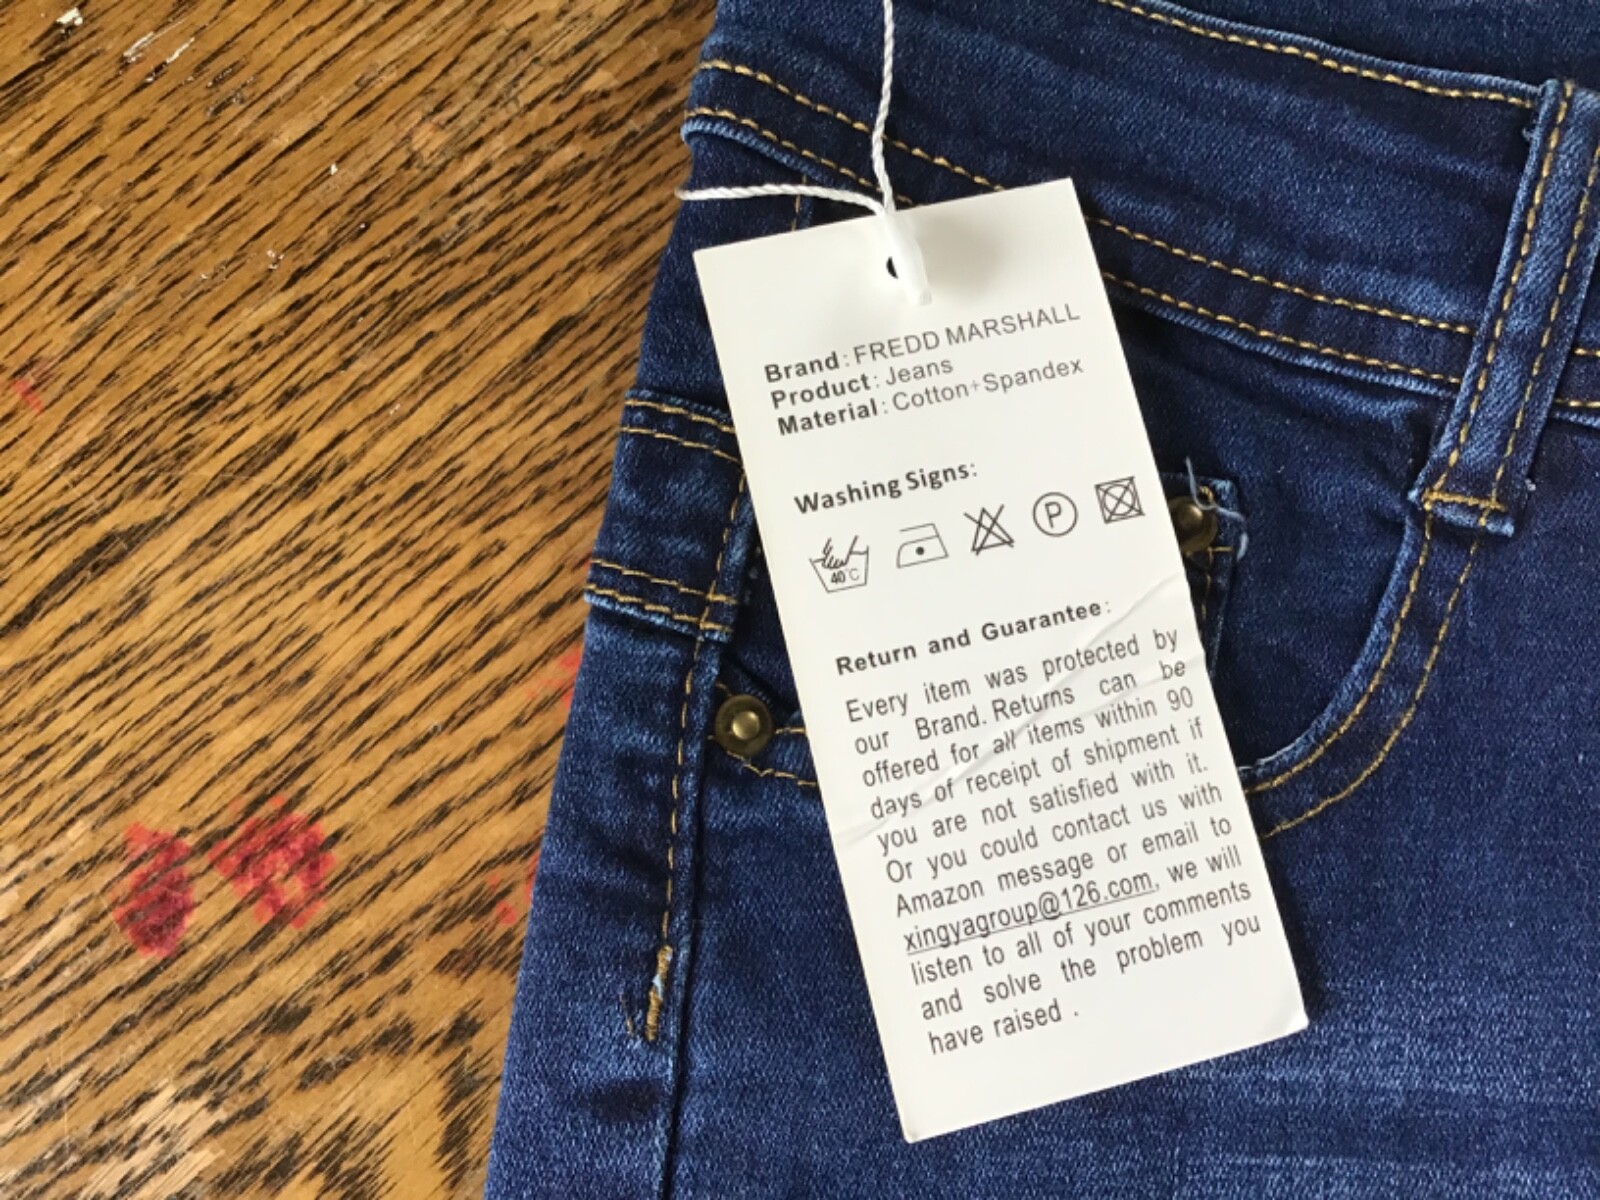 Brand: FREDD MARSHALL
Product: Jeans
Material: Cotton+Spandex
Washing Signs:
40°C P
Return and Guarantee:
Every item was protected by
our Brand. Returns can be
offered for all items within 90
days of receipt of shipment if
you are not satisfied with it.
Or you could contact us with
Amazon message or email to
xingyagroup@126.com, we will
listen to all of your comments
and solve the problem you
have raised .